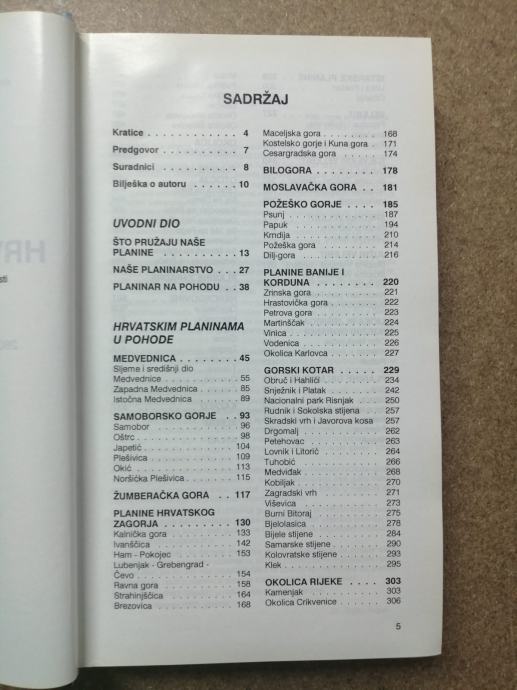 SADRŽAJ
Kratice . . . . . . . . . . . . 4
Predgovor . . . . . . . . . . 7
Suradnici . . . . . . . . . . 8
Bilješka o autoru . . . . . . 10
UVODNI DIO
ŠTO PRUŽAJU NAŠE
PLANINE . . . . . . . . . . 13
NAŠE PLANINARSTVO . . 27
PLANINAR NA POHODU . . 38
HRVATSKIM PLANINAMA
U POHODE
MEDVEDNICA . . . . . . . 45
Sljeme i središnji dio
Medvednice . . . . . . . . . 55
Zapadna Medvednica . . . . 85
Istočna Medvednica . . . . . 89
SAMOBORSKO GORJE . . 93
Samobor . . . . . . . . . . . 96
Oštrc . . . . . . . . . . . . . 98
Japetić . . . . . . . . . . . . 104
Plešivica . . . . . . . . . . . 109
Okić . . . . . . . . . . . . . 113
Noršićka Plešivica . . . . . . 115
ŽUMBERAČKA GORA . . . 117
PLANINE HRVATSKOG
ZAGORJA . . . . . . . . . 130
Kalnička gora . . . . . . . . 133
Ivanščica . . . . . . . . . . . 142
Ham - Pokojec . . . . . . . . 153
Lubenjak - Grebengrad -
Čevo . . . . . . . . . . . . . 154
Ravna gora . . . . . . . . . 158
Strahinjščica . . . . . . . . . 164
Brezovica . . . . . . . . . . 168
Maceljska gora . . . . . . . . 168
Kostelsko gorje i Kuna gora . 171
Cesargradska gora . . . . . . 174
BILOGORA . . . . . . . . 178
MOSLAVAČKA GORA . . . 181
POŽEŠKO GORJE . . . . 185
Psunj . . . . . . . . . . . . . 187
Papuk . . . . . . . . . . . . 194
Krndija . . . . . . . . . . . . 210
Požeška gora . . . . . . . . 214
Dilj-gora . . . . . . . . . . . 216
PLANINE BANIJE I
KORDUNA . . . . . . . . 220
Zrinska gora . . . . . . . . . 221
Hrastovička gora . . . . . . . 222
Petrova gora . . . . . . . . . 223
Martinščak . . . . . . . . . . 224
Vinica . . . . . . . . . . . . 225
Vodenica . . . . . . . . . . . 226
Okolica Karlovca . . . . . . . 227
GORSKI KOTAR . . . . . 229
Obruč i Hahlići . . . . . . . . 234
Snježnik i Platak . . . . . . . 242
Nacionalni park Risnjak . . . 250
Rudnik i Sokolska stijena . . . 257
Skradski vrh i Javorova kosa 257
Drgomalj . . . . . . . . . . . 262
Petehovac . . . . . . . . . . 263
Lovnik i Litorić . . . . . . . . 264
Tuhobić . . . . . . . . . . . 266
Medviđak . . . . . . . . . . 268
Kobiljak . . . . . . . . . . . 270
Zagradski vrh . . . . . . . . 271
Viševica . . . . . . . . . . . 273
Burni Bitoraj . . . . . . . . . 275
Bjelolasica . . . . . . . . . . 278
Bijele stijene . . . . . . . . . 284
Samarske stijene . . . . . . . 290
Kolovratske stijene . . . . . . 293
Klek . . . . . . . . . . . . . 295
OKOLICA RIJEKE . . . . 303
Kamenjak . . . . . . . . . . 303
Okolica Crikvenice . . . . . . 306
5